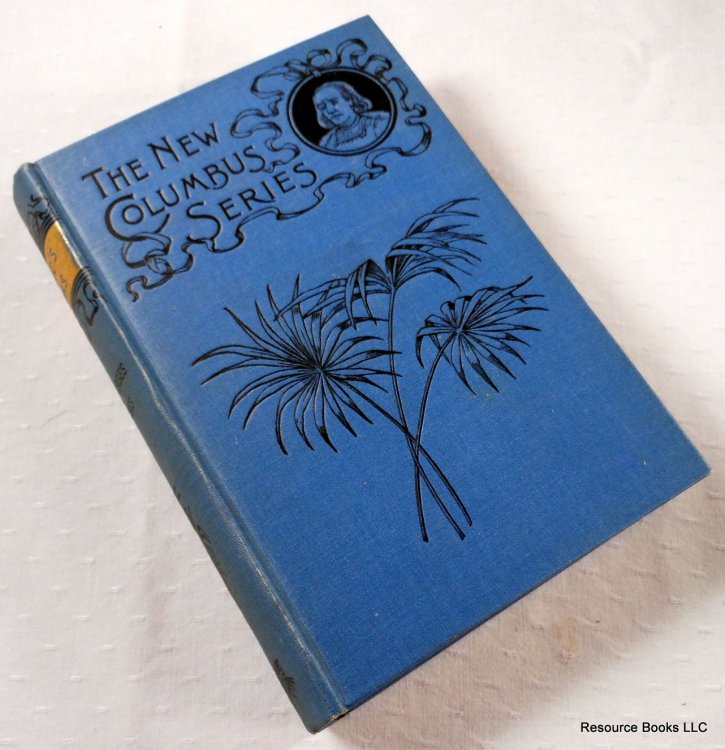 THE NEW
COLUMBUS
SERIES
Resource Books LLC